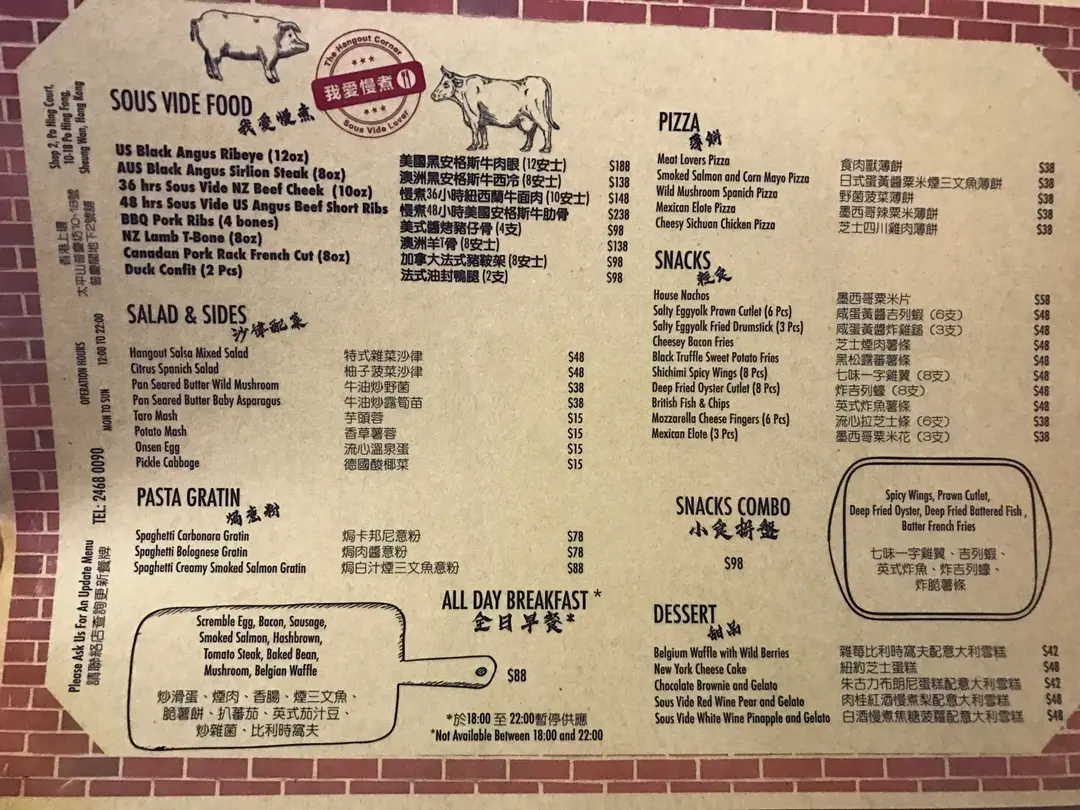 Shop 2, Po Hing Court,
10-18 Po Hing Fong,
Sheung Wan, Hong Kong
香港上環
太平山普慶坊10-18號
普慶閣地下2號舖
OPERATION HOURS
MON TO SUN 12:00 TO 22:00
TEL: 2468 0090
Please Ask Us For An Update Menu
請聯絡店查詢更新餐牌
The Hangout Corner
我愛慢煮
Sous Vide Lover
SOUS VIDE FOOD
我愛慢煮
US Black Angus Ribeye (12oz) 美國黑安格斯牛肉眼 (12安士) $188
AUS Black Angus Sirlion Steak (8oz) 澳洲黑安格斯牛西冷 (8安士) $138
36 hrs Sous Vide NZ Beef Cheek (10oz) 慢煮36小時紐西蘭牛面肉 (10安士) $148
48 hrs Sous Vide US Angus Beef Short Ribs 慢煮48小時美國安格斯牛肋骨 $238
BBQ Pork Ribs (4 bones) 美式醬烤豬仔骨 (4支) $98
NZ Lamb T-Bone (8oz) 澳洲羊T骨 (8安士) $138
Canadan Pork Rack French Cut (8oz) 加拿大法式豬鞍架 (8安士) $98
Duck Confit (2 Pcs) 法式油封鴨腿 (2支) $98
SALAD & SIDES
沙律配菜
Hangout Salsa Mixed Salad 特式雜菜沙律 $48
Citrus Spanich Salad 柚子菠菜沙律 $48
Pan Seared Butter Wild Mushroom 牛油炒野菌 $38
Pan Seared Butter Baby Asparagus 牛油炒露筍苗 $38
Taro Mash 芋頭蓉 $15
Potato Mash 香草薯蓉 $15
Onsen Egg 流心溫泉蛋 $15
Pickle Cabbage 德國酸椰菜 $15
PASTA GRATIN
焗意粉
Spaghetti Carbonara Gratin 焗卡邦尼意粉 $78
Spaghetti Bolognese Gratin 焗肉醬意粉 $78
Spaghetti Creamy Smoked Salmon Gratin 焗白汁煙三文魚意粉 $88
ALL DAY BREAKFAST *
全日早餐*
Scremble Egg, Bacon, Sausage,
Smoked Salmon, Hashbrown,
Tomato Steak, Baked Bean,
Mushroom, Belgian Waffle
炒滑蛋、煙肉、香腸、煙三文魚、
脆薯餅、扒蕃茄、英式茄汁豆、
炒雜菌、比利時窩夫
$88
*於18:00 至 22:00暫停供應
*Not Available Between 18:00 and 22:00
PIZZA
薄餅
Meat Lovers Pizza 食肉獸薄餅 $38
Smoked Salmon and Corn Mayo Pizza 日式蛋黃醬粟米煙三文魚薄餅 $38
Wild Mushroom Spanich Pizza 野菌菠菜薄餅 $38
Mexican Elote Pizza 墨西哥辣粟米薄餅 $38
Cheesy Sichuan Chicken Pizza 芝士四川雞肉薄餅 $38
SNACKS
輕食
House Nachos 墨西哥粟米片 $58
Salty Eggyolk Prawn Cutlet (6 Pcs) 咸蛋黃醬吉列蝦 (6支) $48
Salty Eggyolk Fried Drumstick (3 Pcs) 咸蛋黃醬炸雞鎚 (3支) $48
Cheesey Bacon Fries 芝士煙肉薯條 $48
Black Truffle Sweet Potato Fries 黑松露蕃薯條 $48
Shichimi Spicy Wings (8 Pcs) 七味一字雞翼 (8支) $48
Deep Fried Oyster Cutlet (8 Pcs) 炸吉列蠔 (8支) $48
British Fish & Chips 英式炸魚薯條 $48
Mozzarella Cheese Fingers (6 Pcs) 流心拉芝士條 (6支) $38
Mexican Elote (3 Pcs) 墨西哥粟米花 (3支) $38
SNACKS COMBO
小食拼盤
$98
Spicy Wings, Prawn Cutlet,
Deep Fried Oyster, Deep Fried Battered Fish ,
Batter French Fries
七味一字雞翼、吉列蝦、
英式炸魚、炸吉列蠔、
炸脆薯條
DESSERT
甜品
Belgium Waffle with Wild Berries 雜莓比利時窩夫配意大利雪糕 $42
New York Cheese Cake 紐約芝士蛋糕 $48
Chocolate Brownie and Gelato 朱古力布朗尼蛋糕配意大利雪糕 $42
Sous Vide Red Wine Pear and Gelato 肉桂紅酒慢煮梨配意大利雪糕 $48
Sous Vide White Wine Pinapple and Gelato 白酒慢煮焦糖菠蘿配意大利雪糕 $48